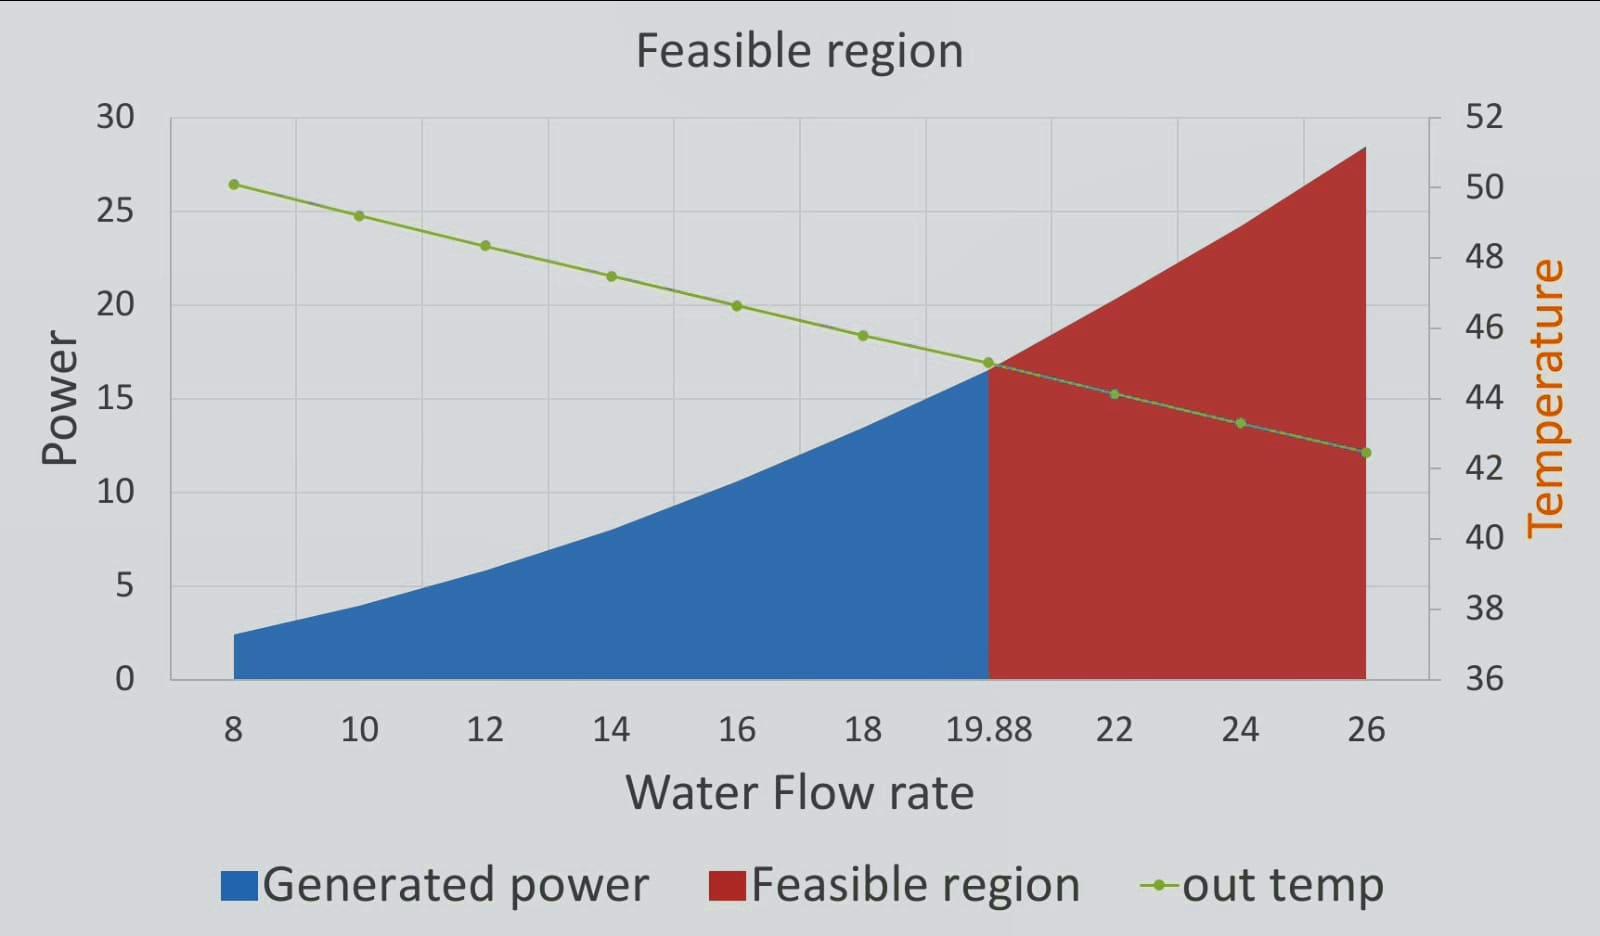 Feasible region
30
25
20
15
10
5
0
52
50
48
46
44
42
40
38
36
Power
Temperature
8 10 12 14 16 18 19.88 22 24 26
Water Flow rate
Generated power Feasible region out temp